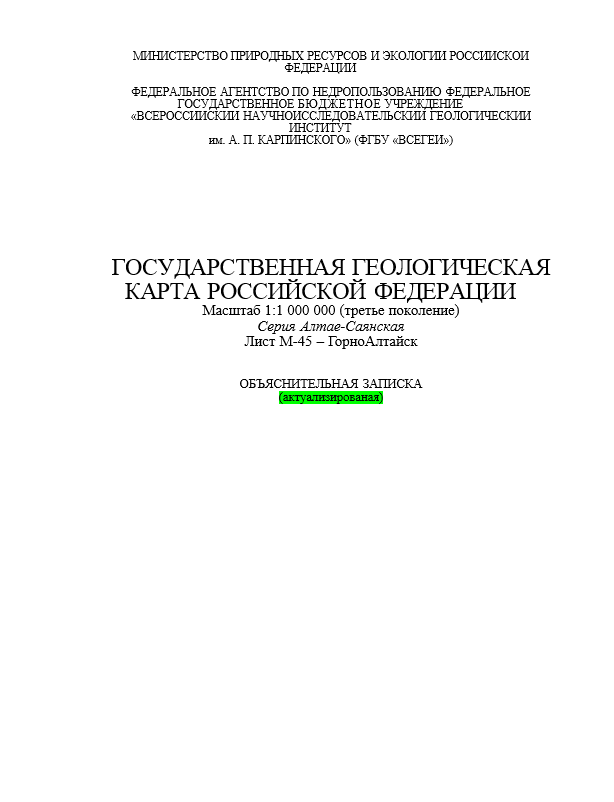 МИНИСТЕРСТВО ПРИРОДНЫХ РЕСУРСОВ И ЭКОЛОГИИ РОССИИСКОИ
ФЕДЕРАЦИИ
ФЕДЕРАЛЬНОЕ АГЕНТСТВО ПО НЕДРОПОЛЬЗОВАНИЮ ФЕДЕРАЛЬНОЕ
ГОСУДАРСТВЕННОЕ БЮДЖЕТНОЕ УЧРЕЖДЕНИЕ
«ВСЕРОССИИСКИИ НАУЧНОИССЛЕДОВАТЕЛЬСКИИ ГЕОЛОГИЧЕСКИИ
ИНСТИТУТ
им. А. П. КАРПИНСКОГО» (ФГБУ «ВСЕГЕИ»)
ГОСУДАРСТВЕННАЯ ГЕОЛОГИЧЕСКАЯ
КАРТА РОССИЙСКОЙ ФЕДЕРАЦИИ
Масштаб 1:1 000 000 (третье поколение)
Серия Алтае-Саянская
Лист М-45 – ГорноАлтайск
ОБЪЯСНИТЕЛЬНАЯ ЗАПИСКА
(актуализированая)